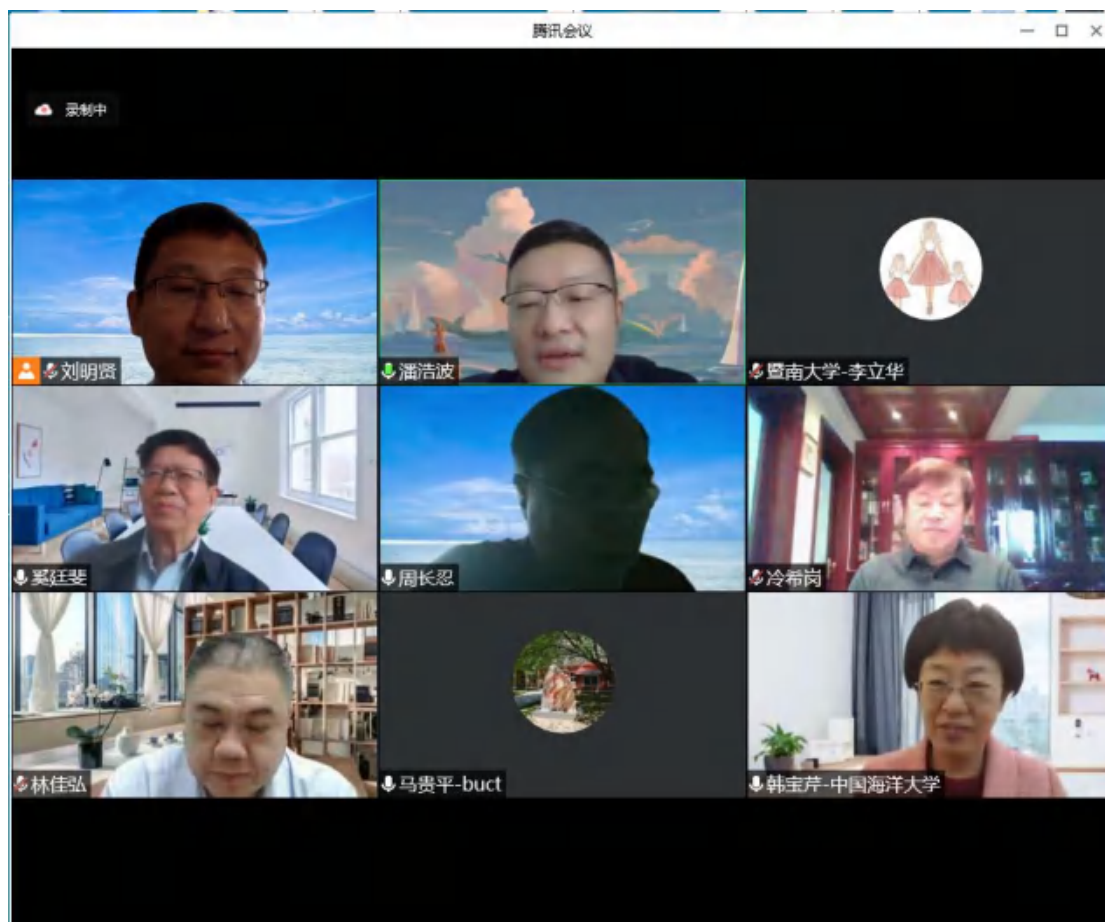 腾讯会议
录制中
刘明贤
潘浩波
暨南大学-李立华
奚廷斐
周长忍
冷希岗
林佳弘
马贵平-buct
韩宝芹-中国海洋大学